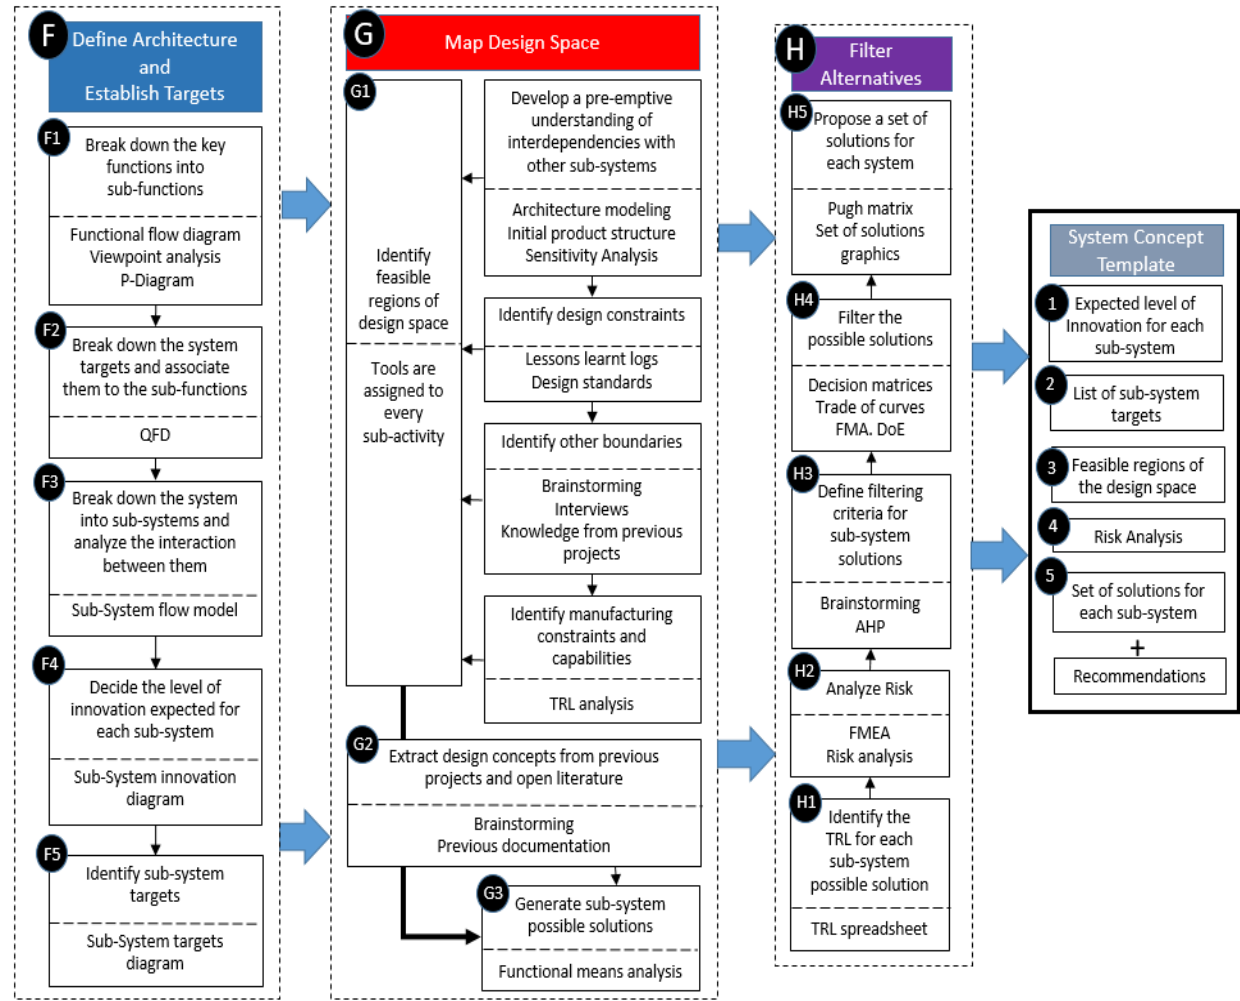 F
Define Architecture
and
Establish Targets
F1
Break down the key
functions into
sub-functions
Functional flow diagram
Viewpoint analysis
P-Diagram
F2
Break down the system
targets and associate
them to the sub-functions
QFD
F3
Break down the system
into sub-systems and
analyze the interaction
between them
Sub-System flow model
F4
Decide the level of
innovation expected for
each sub-system
Sub-System innovation
diagram
F5
Identify sub-system
targets
Sub-System targets
diagram
G
Map Design Space
G1
Identify
feasible
regions of
design space
Tools are
assigned to
every
sub-activity
Develop a pre-emptive
understanding of
interdependencies with
other sub-systems
Architecture modeling
Initial product structure
Sensitivity Analysis
Identify design constraints
Lessons learnt logs
Design standards
Identify other boundaries
Brainstorming
Interviews
Knowledge from previous
projects
Identify manufacturing
constraints and
capabilities
TRL analysis
G2
Extract design concepts from previous
projects and open literature
Brainstorming
Previous documentation
G3
Generate sub-system
possible solutions
Functional means analysis
H
Filter
Alternatives
H5
Propose a set of
solutions for
each system
Pugh matrix
Set of solutions
graphics
H4
Filter the
possible solutions
Decision matrices
Trade of curves
FMA. DoE
H3
Define filtering
criteria for
sub-system
solutions
Brainstorming
AHP
H2
Analyze Risk
FMEA
Risk analysis
H1
Identify the
TRL for each
sub-system
possible solution
TRL spreadsheet
System Concept
Template
1
Expected level of
Innovation for each
sub-system
2
List of sub-system
targets
3
Feasible regions of
the design space
4
Risk Analysis
5
Set of solutions for
each sub-system
+
Recommendations